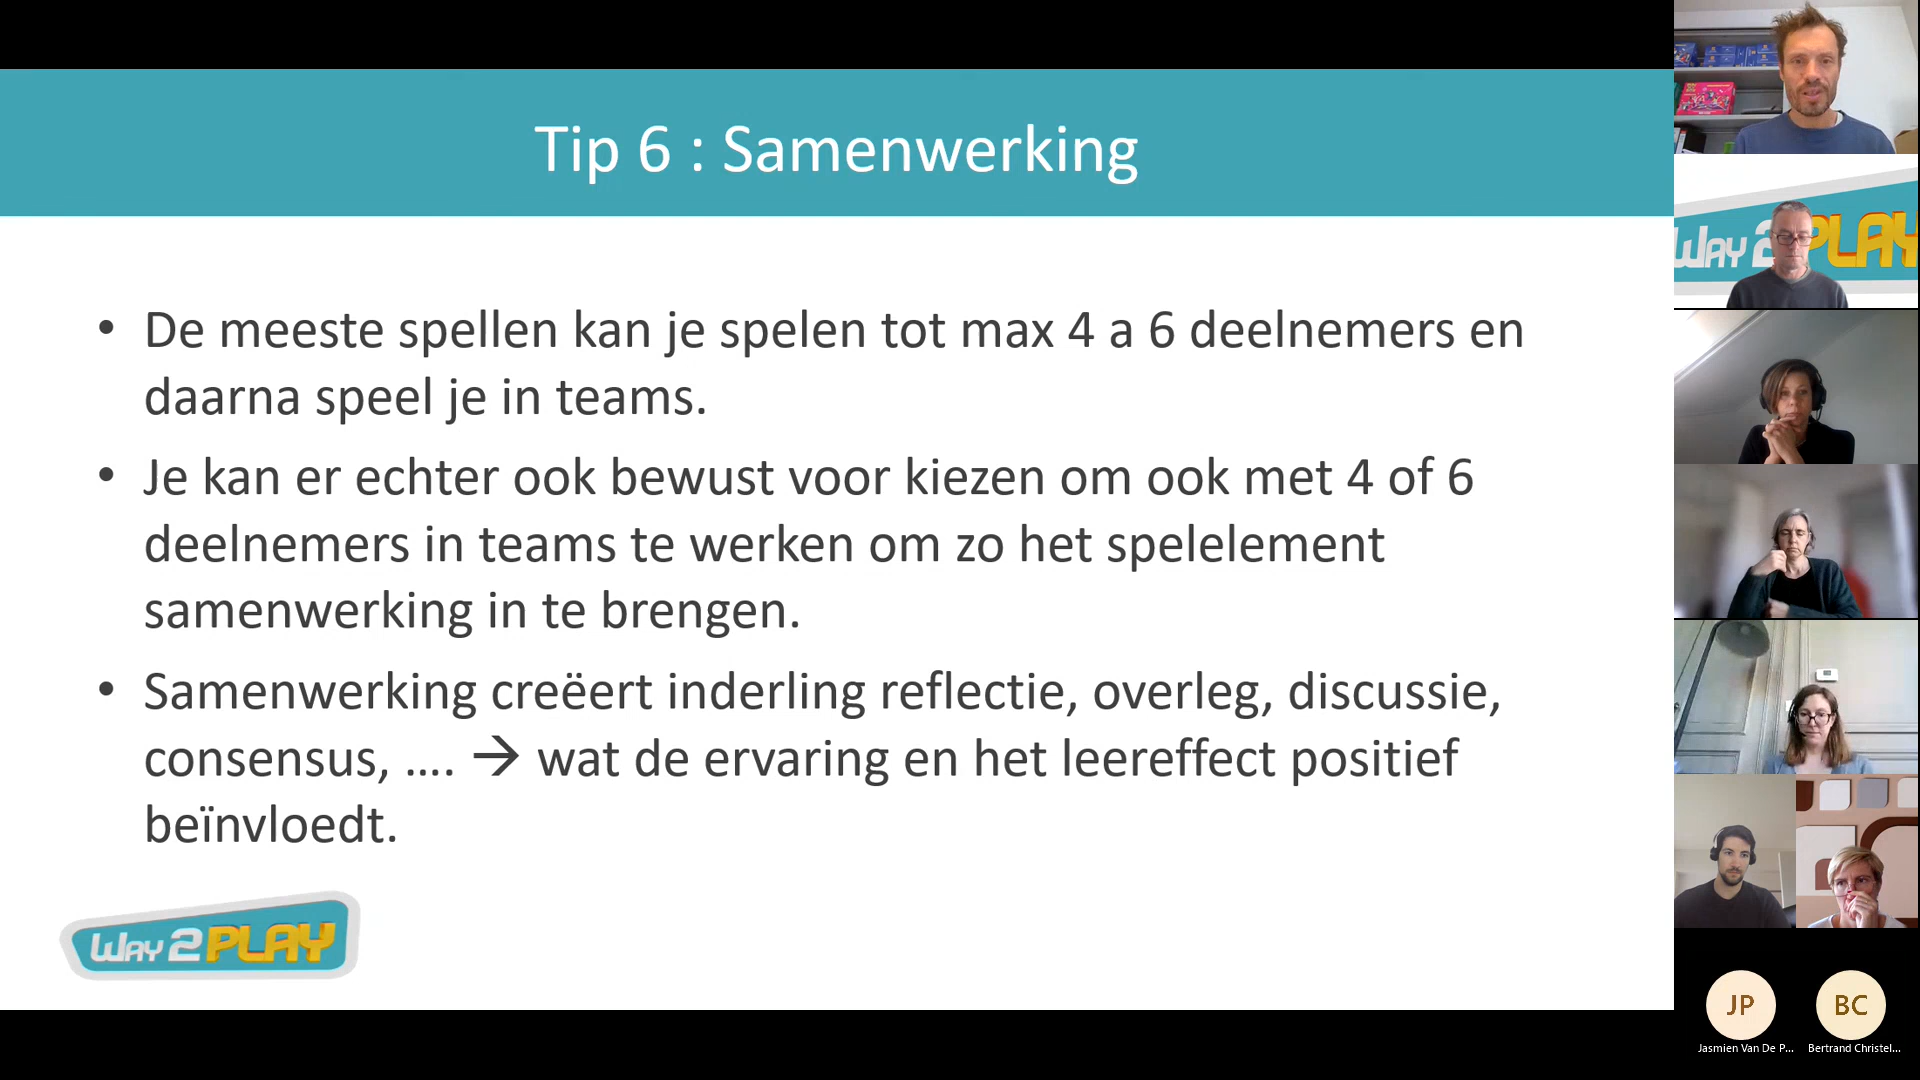 Tip 6 : Samenwerking
• De meeste spellen kan je spelen tot max 4 a 6 deelnemers en
daarna speel je in teams.
• Je kan er echter ook bewust voor kiezen om ook met 4 of 6
deelnemers in teams te werken om zo het spelelement
samenwerking in te brengen.
• Samenwerking creëert inderling reflectie, overleg, discussie,
consensus, .... → wat de ervaring en het leereffect positief
beïnvloedt.
WAY 2 PLAY
WAY 2 PLAY
JP
BC
Jasmien Van De P...
Bertrand Christel...